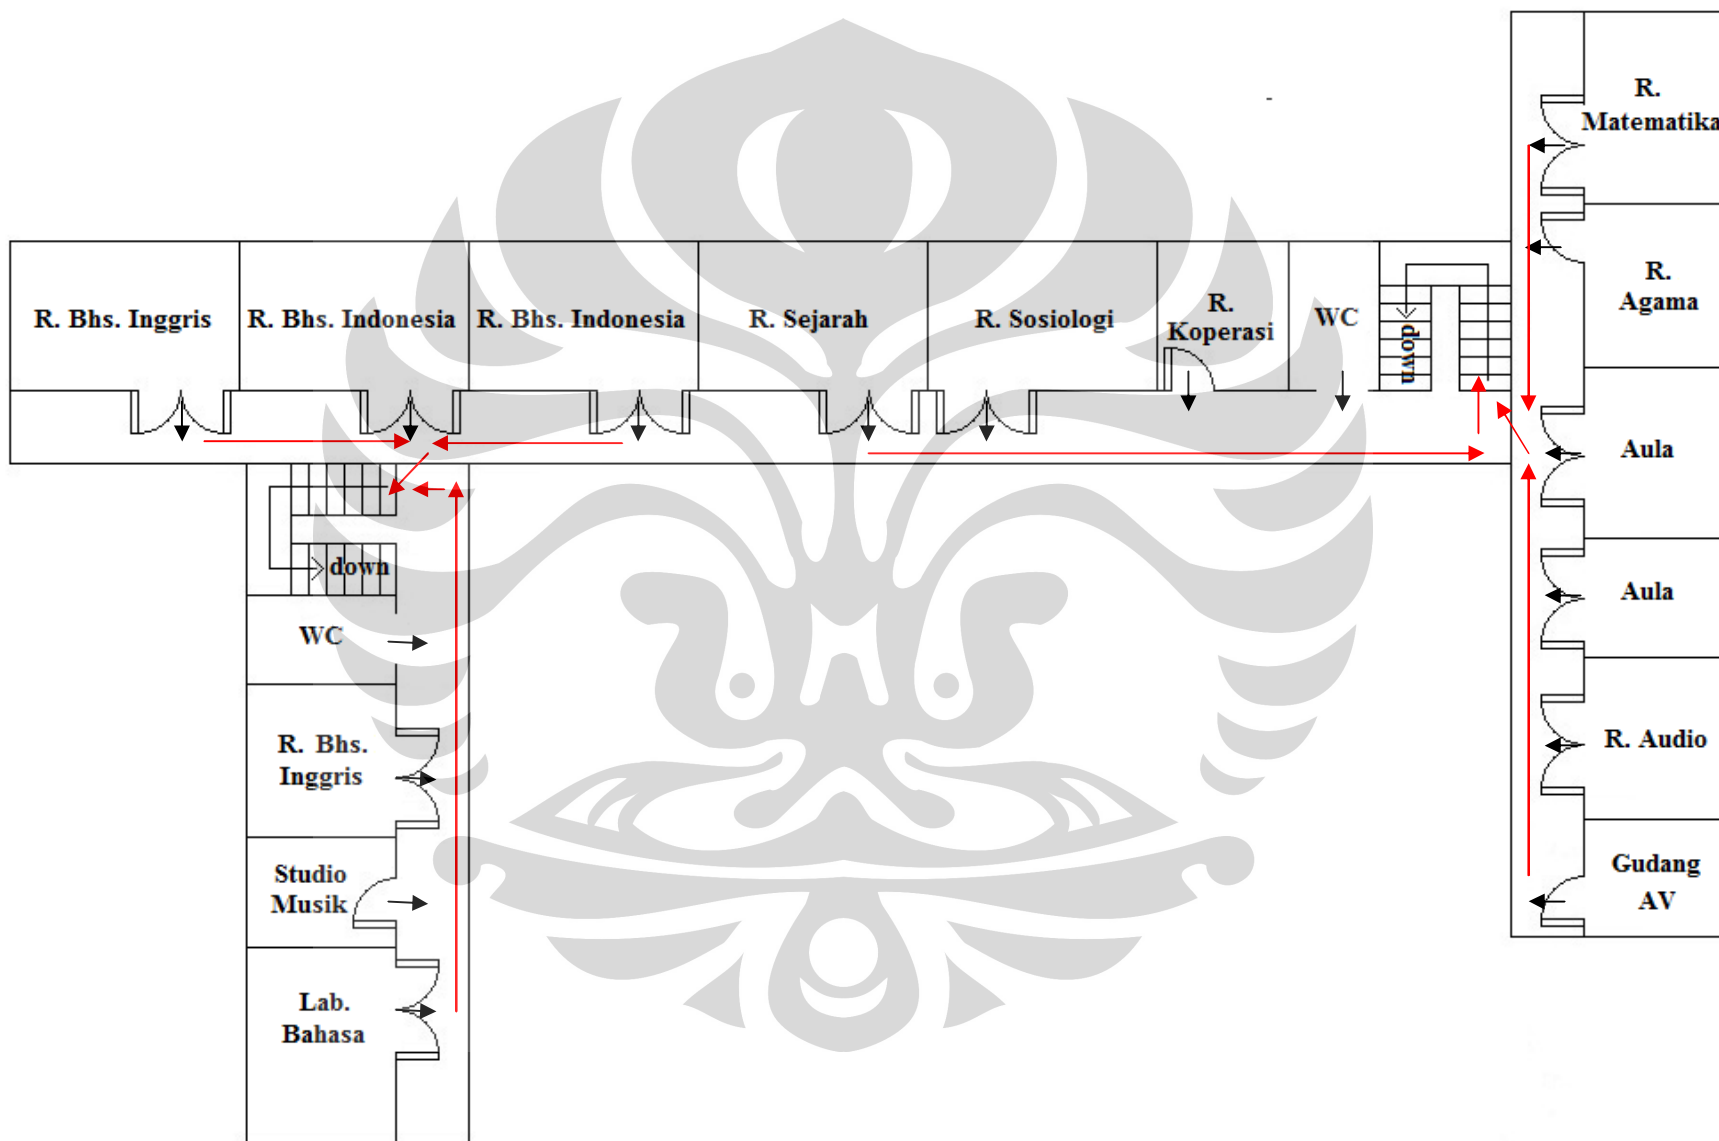 R.
Matematika
R.
Agama
R. Bhs. Inggris
R. Bhs. Indonesia
R. Bhs. Indonesia
R. Sejarah
R. Sosiologi
R.
Koperasi
WC
down
Aula
Aula
R. Audio
Gudang
AV
down
WC
R. Bhs.
Inggris
Studio
Musik
Lab.
Bahasa